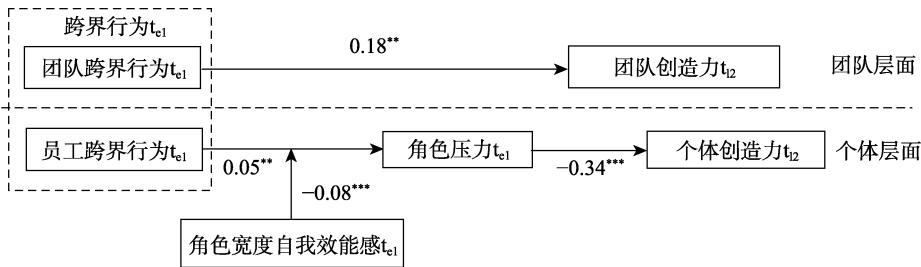 跨界行为te1
0.18**
团队跨界行为te1
团队创造力tl2
团队层面
员工跨界行为te1
角色压力te1
个体创造力tl2
个体层面
0.05**
−0.34***
−0.08***
角色宽度自我效能感te1